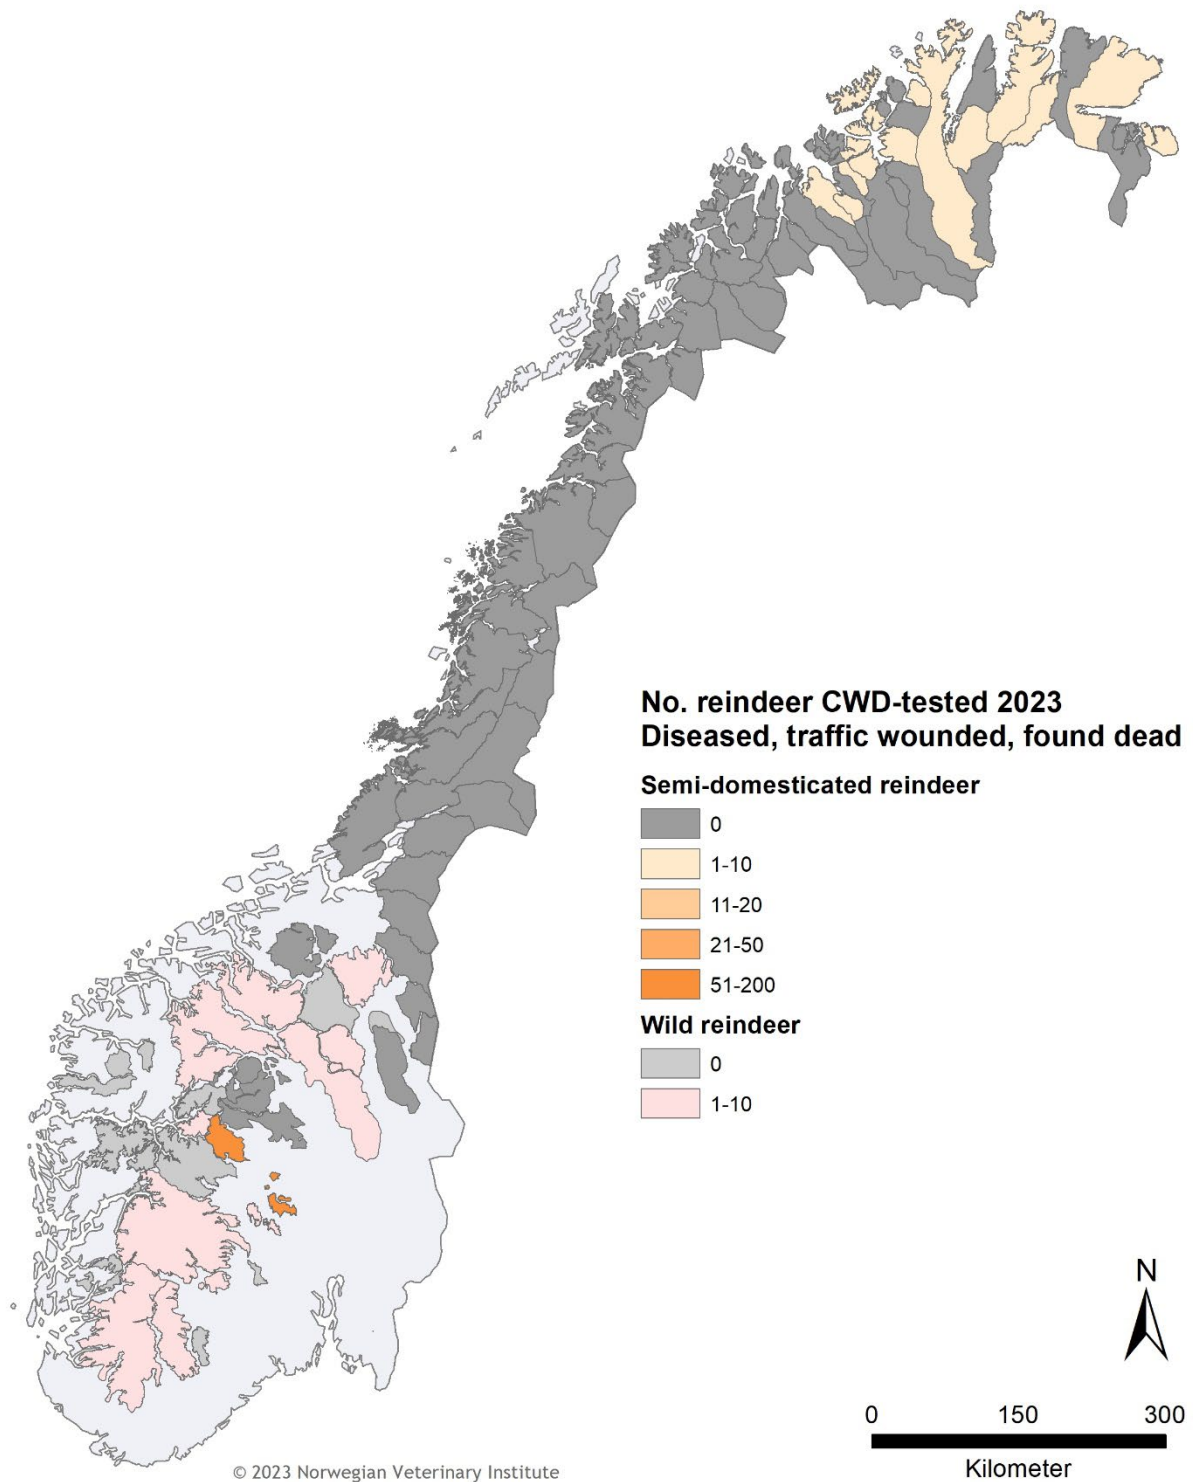 No. reindeer CWD-tested 2023
Diseased, traffic wounded, found dead
Semi-domesticated reindeer
0
1-10
11-20
21-50
51-200
Wild reindeer
0
1-10
N
0 150 300
Kilometer
© 2023 Norwegian Veterinary Institute